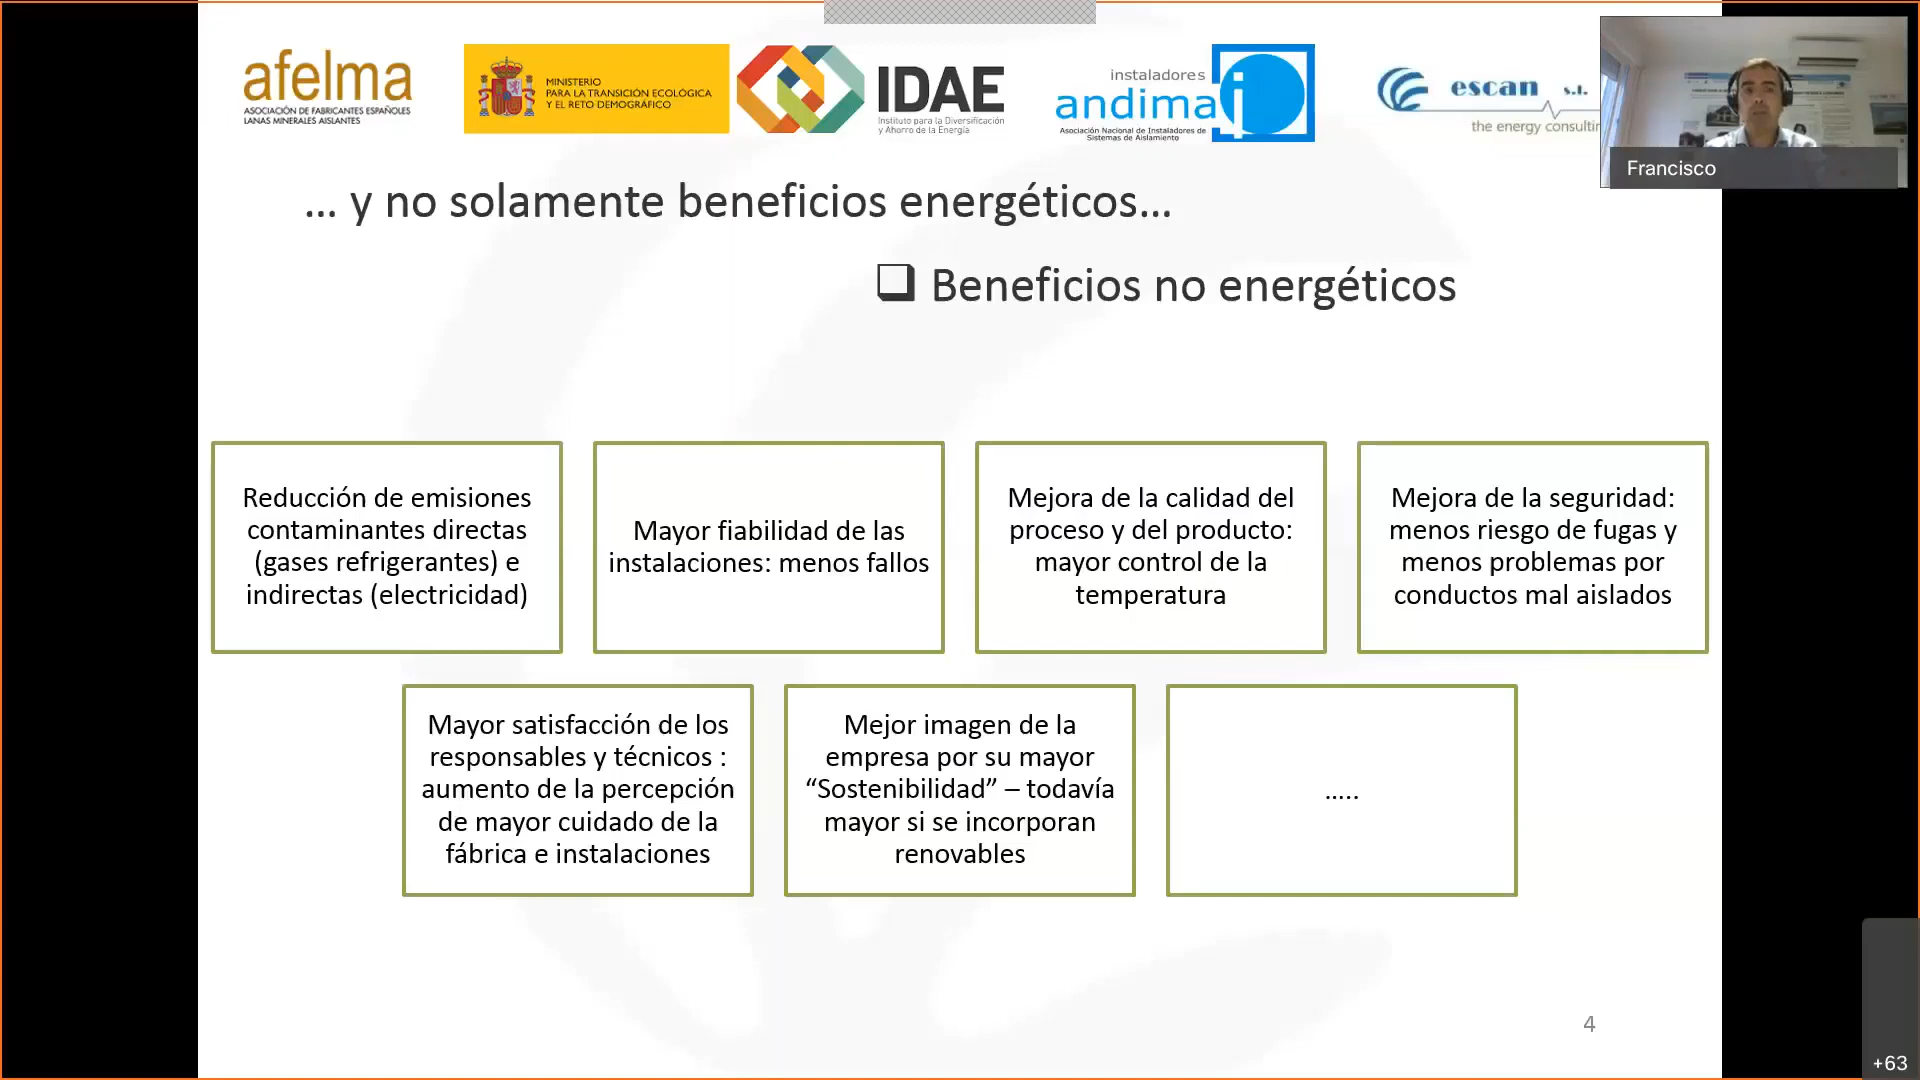 afelma
ASOCIACIÓN DE FABRICANTES ESPAÑOLES
LANAS MINERALES AISLANTES
MINISTERIO
PARA LA TRANSICIÓN ECOLÓGICA
Y EL RETO DEMOGRÁFICO
IDAE
Instituto para la Diversificación
y Ahorro de la Energía
instaladores
andima
Asociación Nacional de Instaladores de
Sistemas de Aislamiento
escan s.l.
the energy consultin
Francisco
... y no solamente beneficios energéticos...
❑ Beneficios no energéticos
Reducción de emisiones
contaminantes directas
(gases refrigerantes) e
indirectas (electricidad)
Mayor fiabilidad de las
instalaciones: menos fallos
Mejora de la calidad del
proceso y del producto:
mayor control de la
temperatura
Mejora de la seguridad:
menos riesgo de fugas y
menos problemas por
conductos mal aislados
Mayor satisfacción de los
responsables y técnicos :
aumento de la percepción
de mayor cuidado de la
fábrica e instalaciones
Mejor imagen de la
empresa por su mayor
“Sostenibilidad” – todavía
mayor si se incorporan
renovables
.....
4
+63